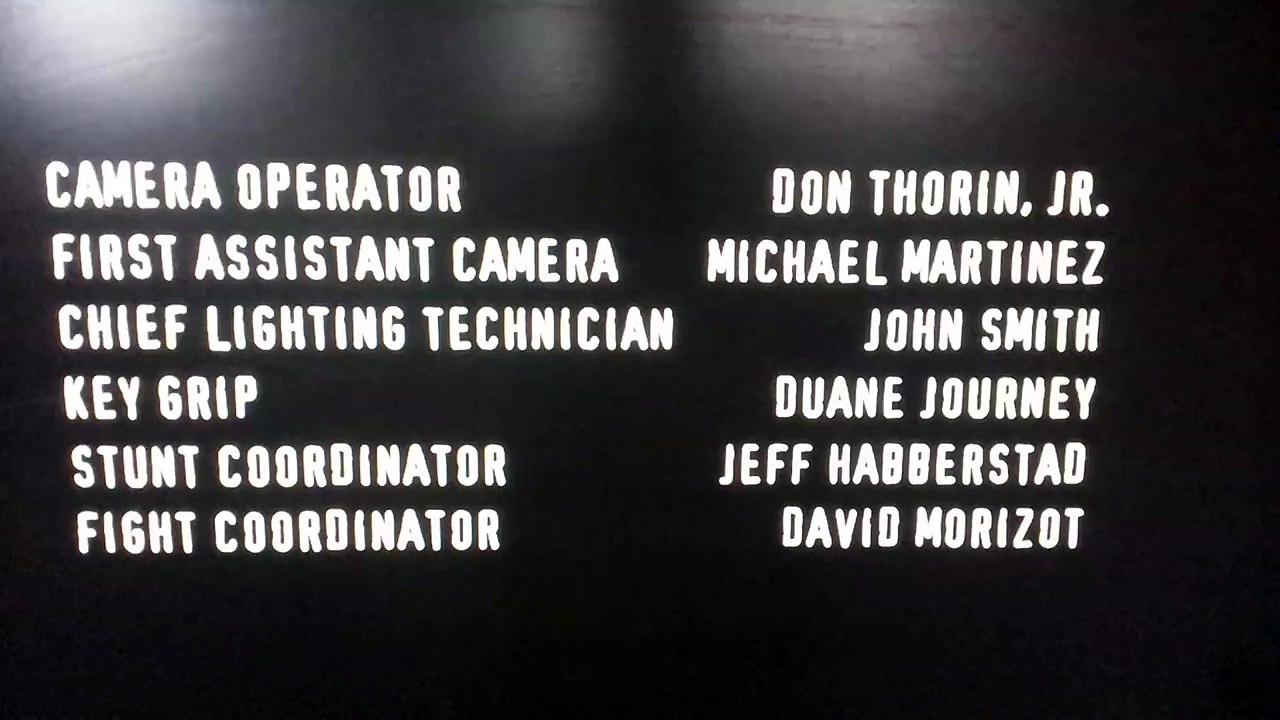 CAMERA OPERATOR DON THORIN, JR.
FIRST ASSISTANT CAMERA MICHAEL MARTINEZ
CHIEF LIGHTING TECHNICIAN JOHN SMITH
KEY GRIP DUANE JOURNEY
STUNT COORDINATOR JEFF HABBERSTAD
FIGHT COORDINATOR DAVID MORIZOT